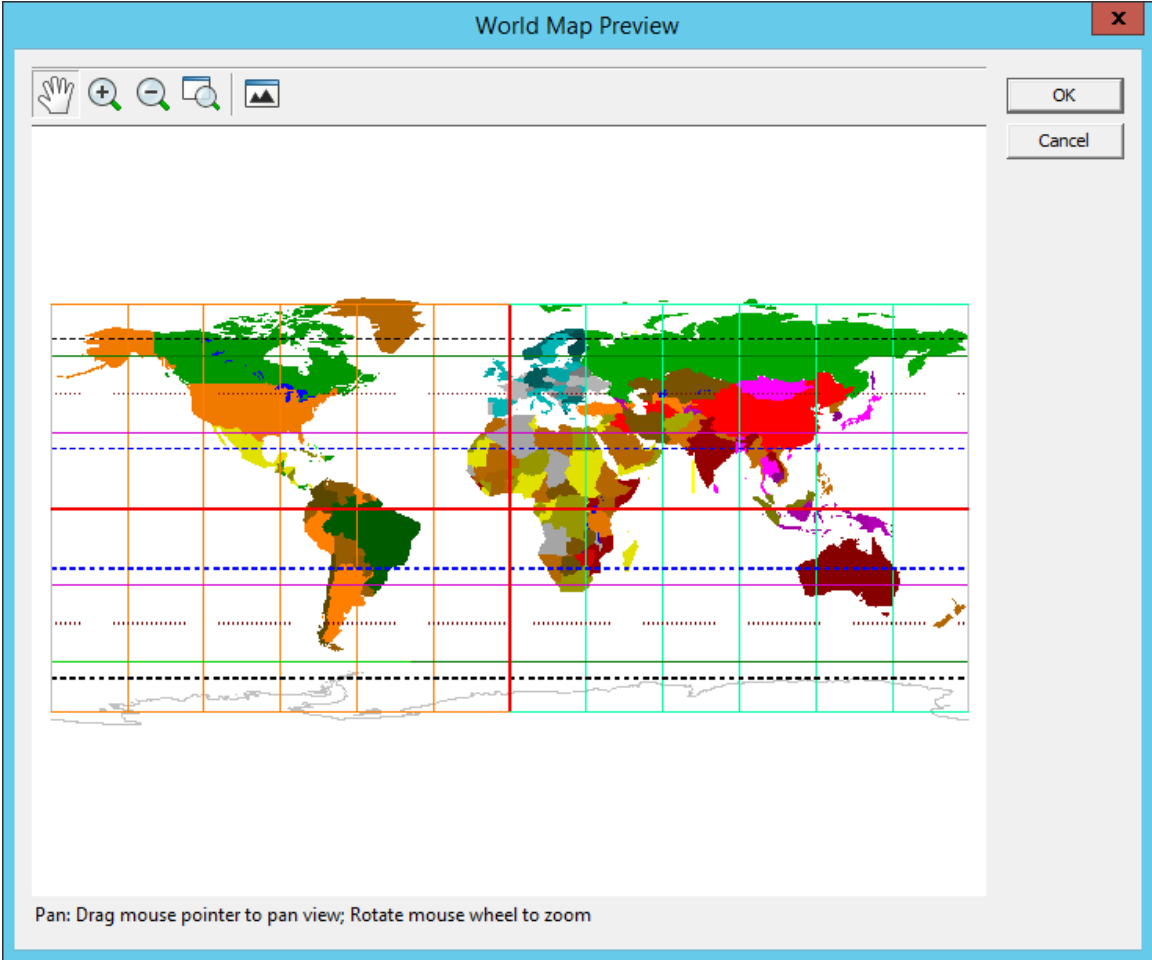 World Map Preview
x
OK
Cancel
Pan: Drag mouse pointer to pan view; Rotate mouse wheel to zoom